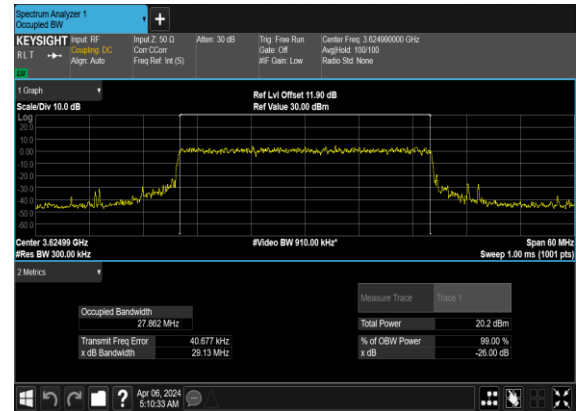 Spectrum Analyzer 1
Occupied BW
+
KEYSIGHT Input: RF Input Z: 50 Ω Atten: 30 dB Trig: Free Run Center Freq: 3.624990000 GHz
RLT Coupling: DC Corr CCorr Gate: Off Avg|Hold: 100/100
Align: Auto Freq Ref: Int (S) #IF Gain: Low Radio Std: None
1 Graph Ref Lvl Offset 11.90 dB
Scale/Div 10.0 dB Ref Value 30.00 dBm
Log
20.0
10.0
0.00
-10.0
-20.0
-30.0
-40.0
-50.0
-60.0
Center 3.62499 GHz #Video BW 910.00 kHz* Span 60 MHz
#Res BW 300.00 kHz Sweep 1.00 ms (1001 pts)
2 Metrics
Measure Trace Trace 1
Occupied Bandwidth
27.862 MHz Total Power 20.2 dBm
Transmit Freq Error 40.677 kHz % of OBW Power 99.00 %
x dB Bandwidth 29.13 MHz x dB -26.00 dB
? Apr 06, 2024
5:10:33 AM